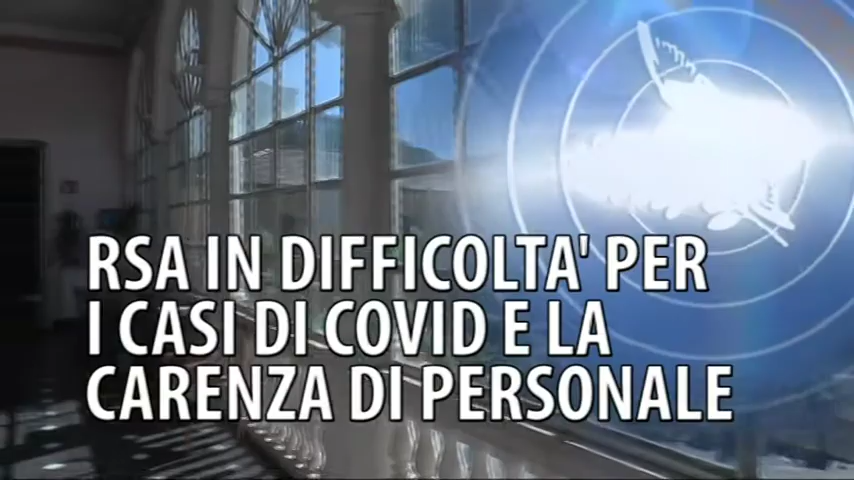 RSA IN DIFFICOLTA' PER
I CASI DI COVID E LA
CARENZA DI PERSONALE